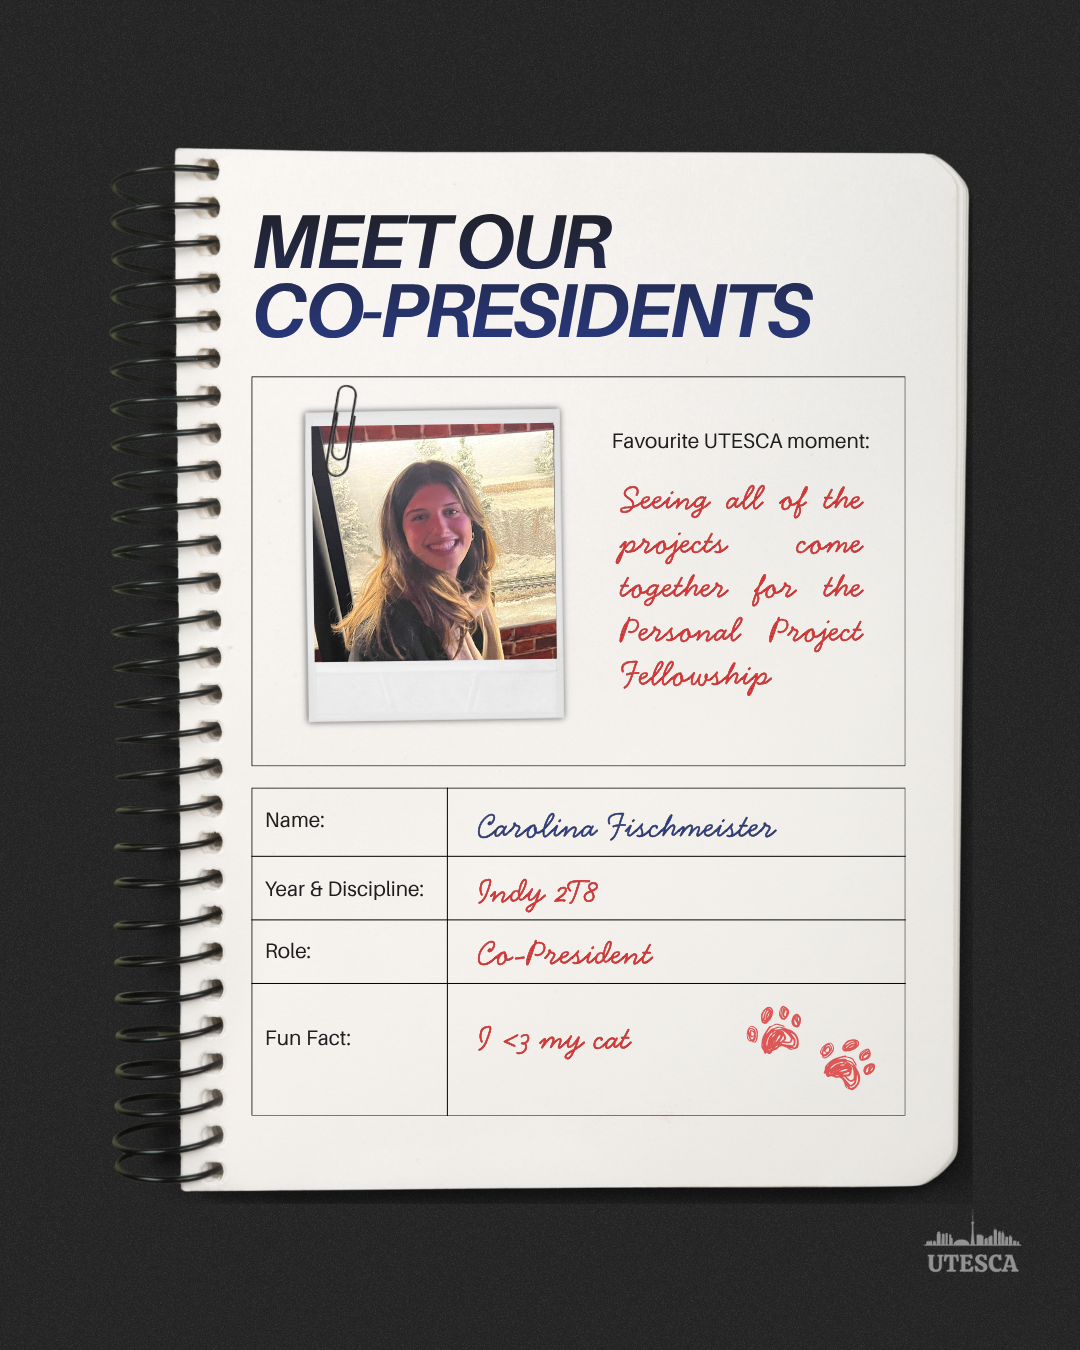 MEET OUR
CO-PRESIDENTS
Favourite UTESCA moment:
Seeing all of the
projects come
together for the
Personal Project
Fellowship
Name:
Carolina Fischmeister
Year & Discipline:
Indy 2T8
Role:
Co-President
Fun Fact:
I <3 my cat
UTESCA